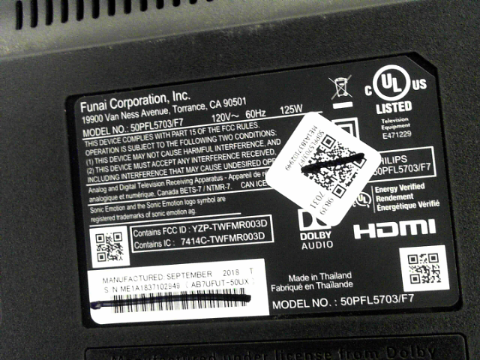 Funai Corporation, Inc.
19900 Van Ness Avenue, Torrance, CA 90501
MODEL NO.: 50PFL5703/F7 120V~ 60Hz 125W
THIS DEVICE COMPLIES WITH PART 15 OF THE FCC RULES.
OPERATION IS SUBJECT TO THE FOLLOWING TWO CONDITIONS:
(1) THIS DEVICE MAY NOT CAUSE HARMFUL INTERFERENCE, AND
(2) THIS DEVICE MUST ACCEPT ANY INTERFERENCE RECEIVED,
INCLUDING INTERFERENCE THAT MAY CAUSE UNDESIRED
Analog and Digital Television Receiving Apparatus - Appareil de
analogique et numérique, Canada BETS-7 / NTMR-7. CAN ICE
Sonic Emotion and the Sonic Emotion logo symbol are
registered trademarks of sonic emotion ag.
C UL US
LISTED
Television
Equipment
E471229
PHILIPS
50PFL5703/F7
Energy Verified
Rendement
Énergétique Vérifié
DOLBY
AUDIO
HDMI
Contains FCC ID : YZP-TWFMR003D
Contains IC : 7414C-TWFMR003D
Made in Thailand
Fabriqué en Thaïlande
MANUFACTURED: SEPTEMBER 2018 T
AB7UFUT-50UX
MODEL NO. : 50PFL5703/F7